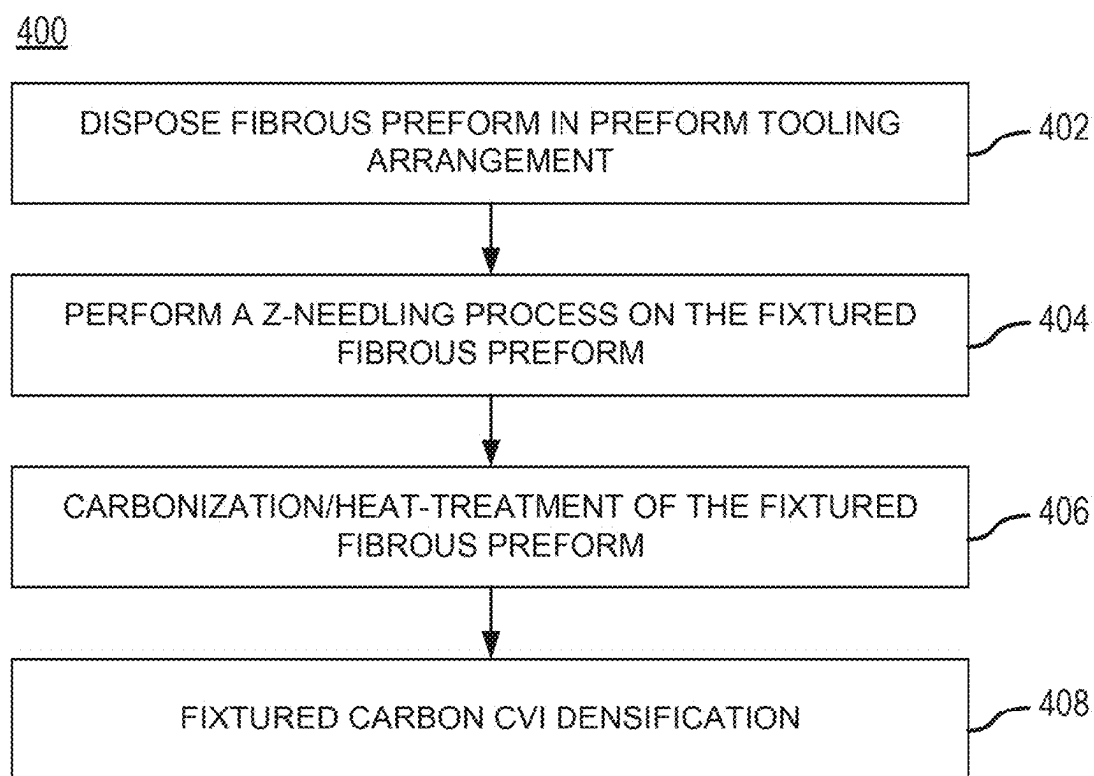 400
DISPOSE FIBROUS PREFORM IN PREFORM TOOLING
ARRANGEMENT
402
PERFORM A Z-NEEDLING PROCESS ON THE FIXTURED
FIBROUS PREFORM
404
CARBONIZATION/HEAT-TREATMENT OF THE FIXTURED
FIBROUS PREFORM
406
FIXTURED CARBON CVI DENSIFICATION
408